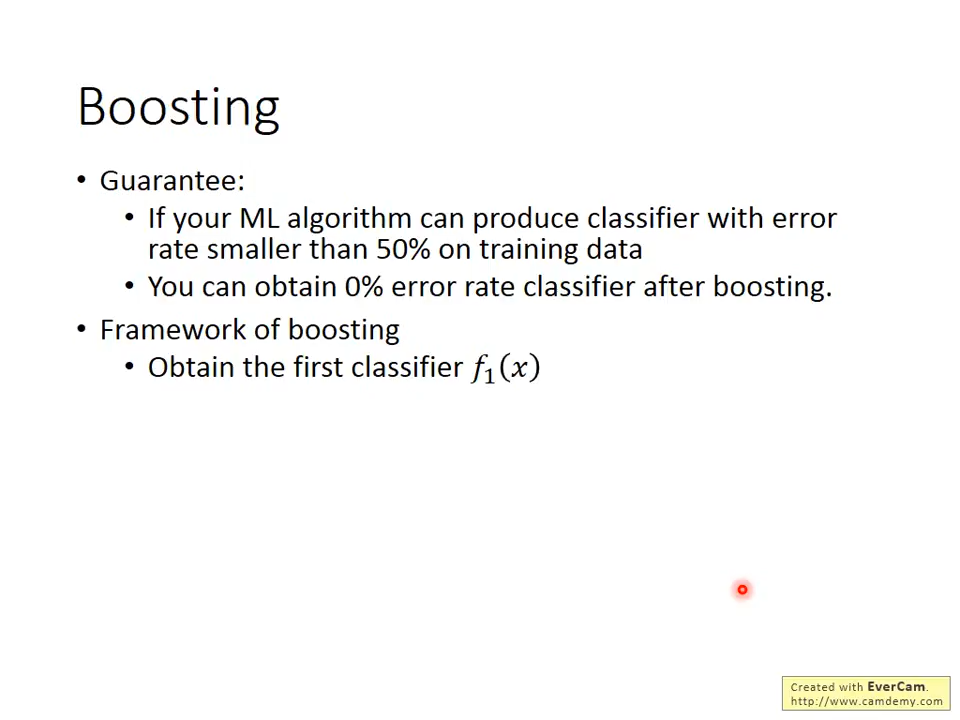 Boosting
• Guarantee:
• If your ML algorithm can produce classifier with error
rate smaller than 50% on training data
• You can obtain 0% error rate classifier after boosting.
• Framework of boosting
• Obtain the first classifier 𝑓₁(𝑥)
Created with EverCam.
http://www.camdemy.com